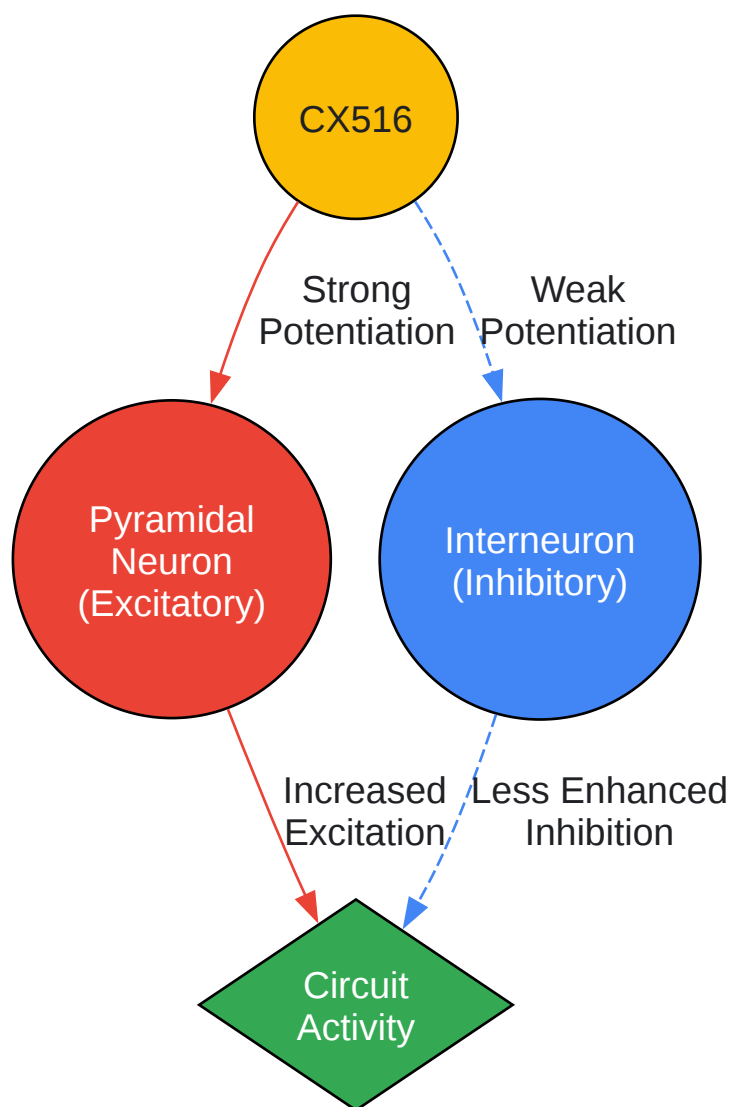 CX516
Strong
Potentiation
Weak
Potentiation
Pyramidal
Neuron
(Excitatory)
Interneuron
(Inhibitory)
Increased
Excitation
Less Enhanced
Inhibition
Circuit
Activity